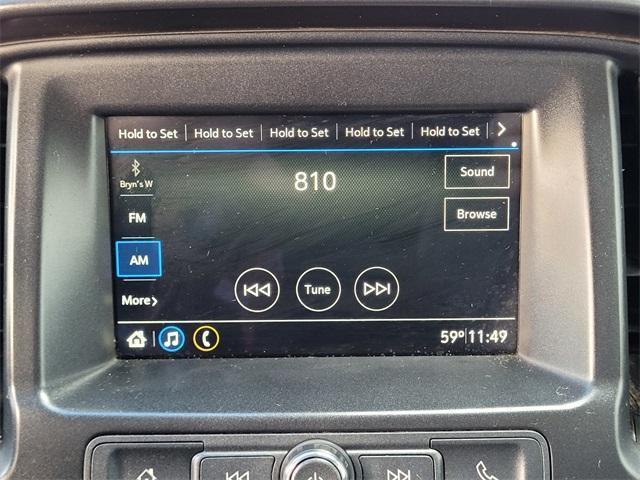 Hold to Set Hold to Set Hold to Set Hold to Set Hold to Set
Bryn's W
810
Sound
FM
Browse
AM
Tune
More
59° 11:49